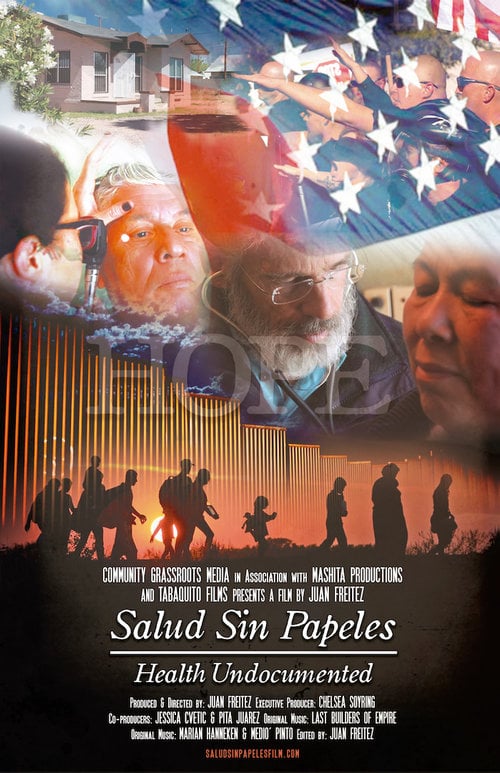 HOPE
COMMUNITY GRASSROOTS MEDIA IN ASSOCIATION WITH MASHITA PRODUCTIONS
AND TABAQUITO FILMS PRESENTS A FILM BY JUAN FREITEZ
Salud Sin Papeles
Health Undocumented
PRODUCED & DIRECTED BY: JUAN FREITEZ EXECUTIVE PRODUCER: CHELSEA SOYRING
CO-PRODUCERS: JESSICA CVETIC & PITA JUAREZ ORIGINAL MUSIC: LAST BUILDERS OF EMPIRE
ORIGINAL MUSIC: MARIAN HANNEKEN & MEDIO' PINTO EDITED BY: JUAN FREITEZ
SALUDSINPAPELESFILM.COM